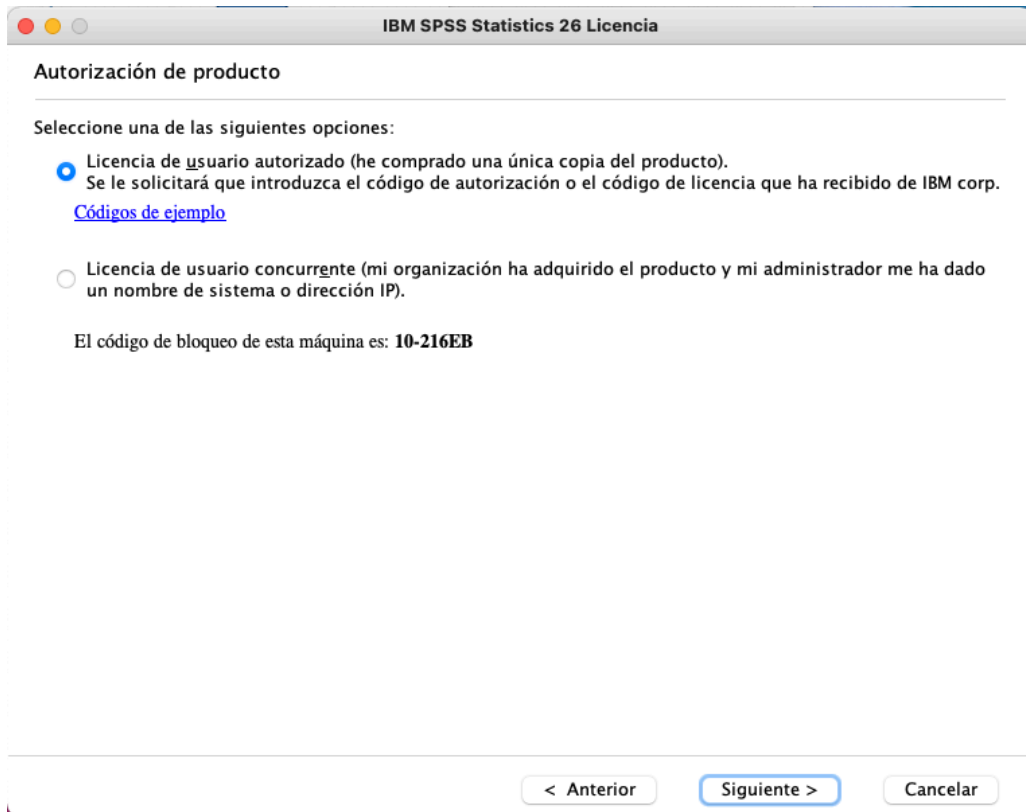 IBM SPSS Statistics 26 Licencia
Autorización de producto
Seleccione una de las siguientes opciones:
Licencia de usuario autorizado (he comprado una única copia del producto).
Se le solicitará que introduzca el código de autorización o el código de licencia que ha recibido de IBM corp.
Códigos de ejemplo
Licencia de usuario concurrente (mi organización ha adquirido el producto y mi administrador me ha dado
un nombre de sistema o dirección IP).
El código de bloqueo de esta máquina es: 10-216EB
< Anterior
Siguiente >
Cancelar